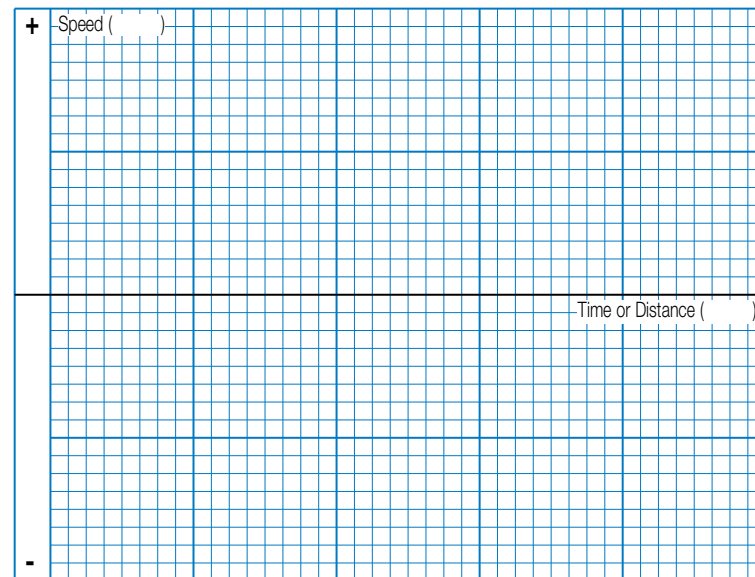 + Speed ( )
Time or Distance ( )
-